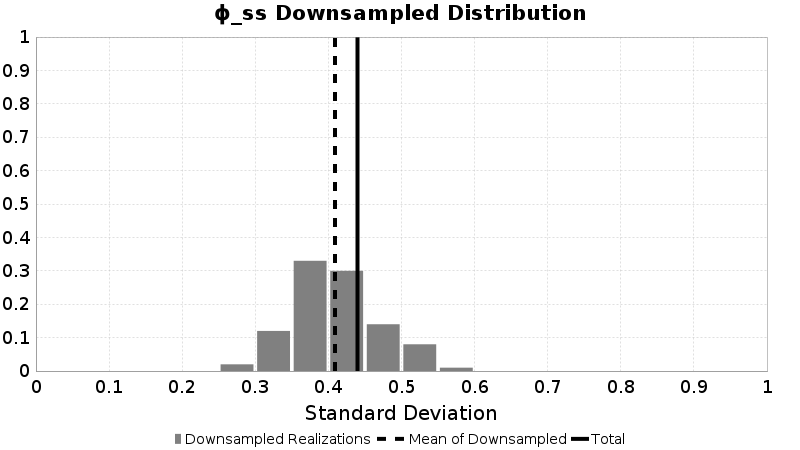 ϕ_ss Downsampled Distribution
1
0.9
0.8
0.7
0.6
0.5
0.4
0.3
0.2
0.1
0
0 0.1 0.2 0.3 0.4 0.5 0.6 0.7 0.8 0.9 1
Standard Deviation
Downsampled Realizations Mean of Downsampled Total